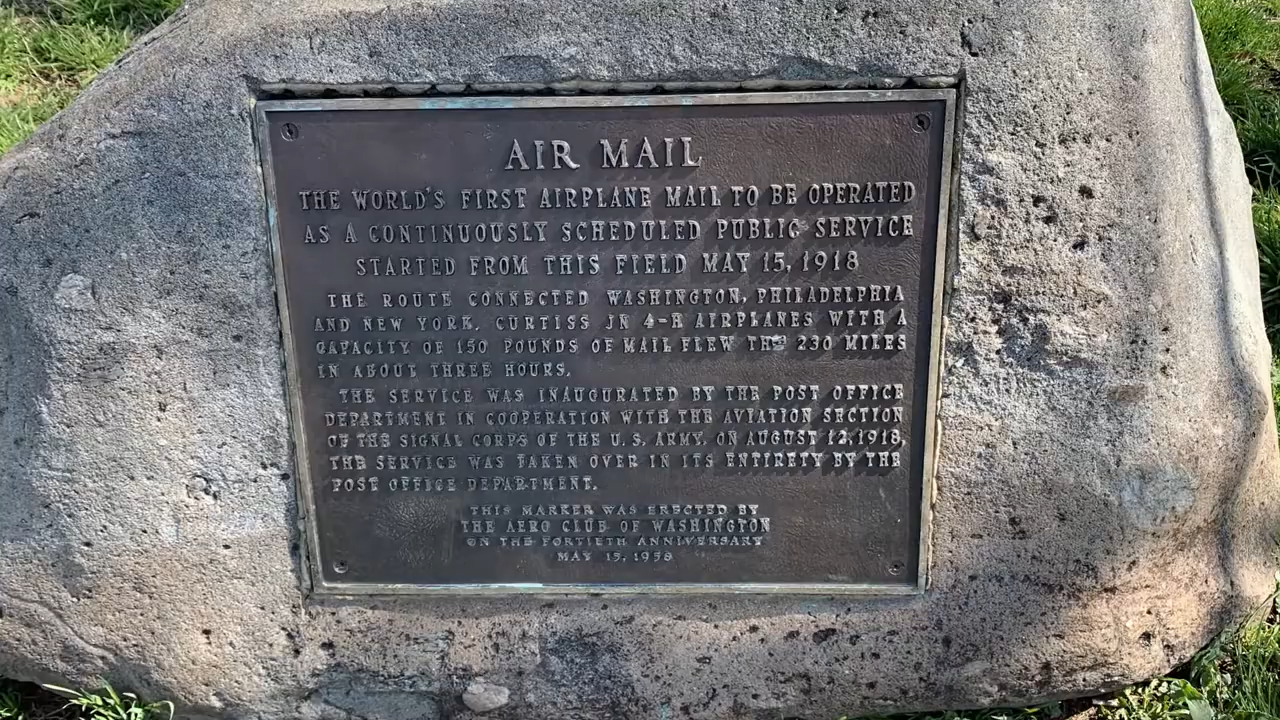 AIR MAIL
THE WORLD'S FIRST AIRPLANE MAIL TO BE OPERATED
AS A CONTINUOUSLY SCHEDULED PUBLIC SERVICE
STARTED FROM THIS FIELD MAY 15, 1918
THE ROUTE CONNECTED WASHINGTON, PHILADELPHIA
AND NEW YORK. CURTISS JN 4-H AIRPLANES WITH A
CAPACITY OF 150 POUNDS OF MAIL FLEW THE 230 MILES
IN ABOUT THREE HOURS.
THE SERVICE WAS INAUGURATED BY THE POST OFFICE
DEPARTMENT IN COOPERATION WITH THE AVIATION SECTION
OF THE SIGNAL CORPS OF THE U.S. ARMY. ON AUGUST 12, 1918,
THE SERVICE WAS TAKEN OVER IN ITS ENTIRETY BY THE
POST OFFICE DEPARTMENT.
THIS MARKER WAS ERECTED BY
THE AERO CLUB OF WASHINGTON
ON THE FORTIETH ANNIVERSARY
MAY 15, 1958